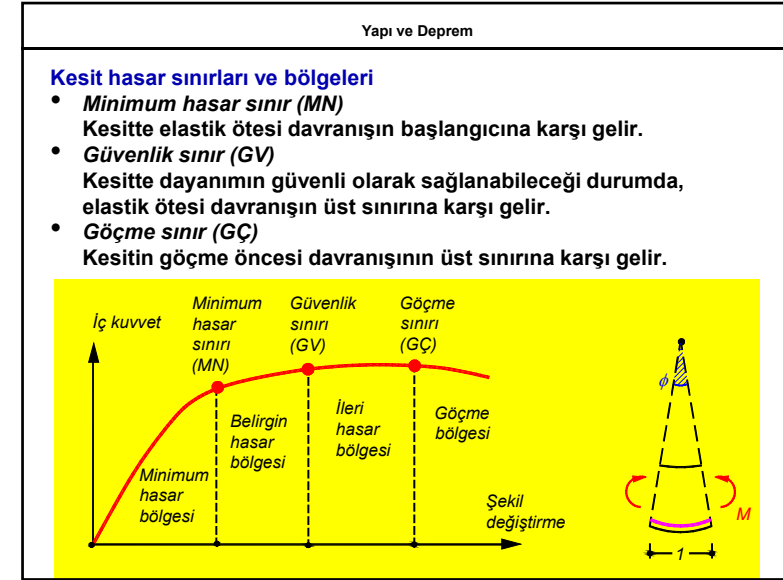 Yapı ve Deprem
Kesit hasar sınırları ve bölgeleri
• Minimum hasar sınır (MN)
Kesitte elastik ötesi davranışın başlangıcına karşı gelir.
• Güvenlik sınır (GV)
Kesitte dayanımın güvenli olarak sağlanabileceği durumda,
elastik ötesi davranışın üst sınırına karşı gelir.
• Göçme sınır (GÇ)
Kesitin göçme öncesi davranışının üst sınırına karşı gelir.
İç kuvvet
Minimum
hasar
sınırı
(MN)
Güvenlik
sınırı
(GV)
Göçme
sınırı
(GÇ)
Minimum
hasar
bölgesi
Belirgin
hasar
bölgesi
İleri
hasar
bölgesi
Göçme
bölgesi
Şekil
değiştirme
ϕ
M
1